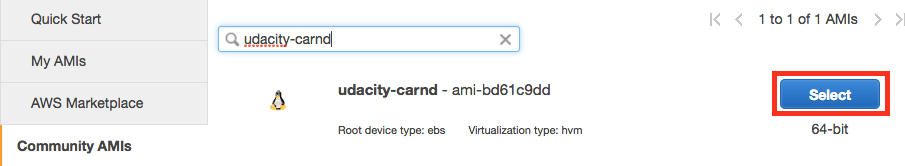 Quick Start
1 to 1 of 1 AMIs
udacity-carnd
My AMIs
udacity-carnd - ami-bd61c9dd
Select
AWS Marketplace
Root device type: ebs Virtualization type: hvm
64-bit
Community AMIs